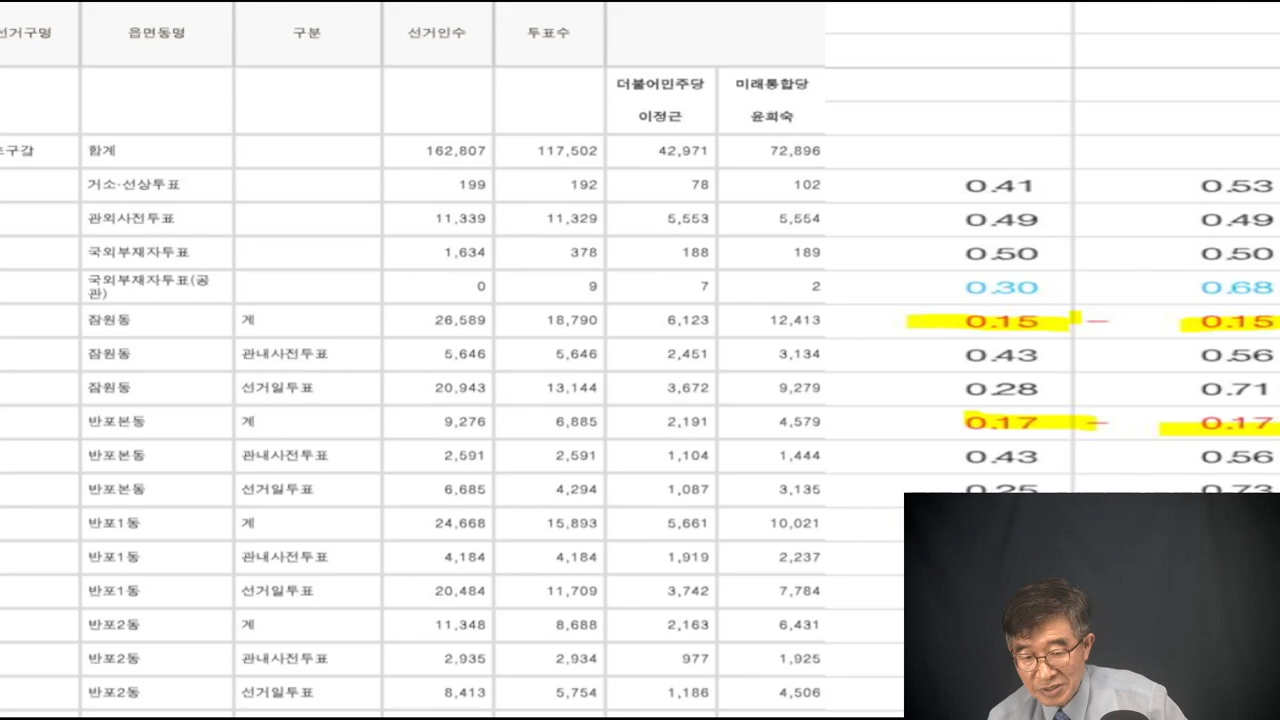 선거구명 읍면동명 구분 선거인수 투표수
더불어민주당 미래통합당
이정근 윤희숙
초구갑 합계 162,807 117,502 42,971 72,896
거소·선상투표 199 192 78 102 0.41 0.53
관외사전투표 11,339 11,329 5,553 5,554 0.49 0.49
국외부재자투표 1,634 378 188 189 0.50 0.50
국외부재자투표(공
관) 0 9 7 2 0.30 0.68
잠원동 계 26,589 18,790 6,123 12,413 0.15 – 0.15
잠원동 관내사전투표 5,646 5,646 2,451 3,134 0.43 0.56
잠원동 선거일투표 20,943 13,144 3,672 9,279 0.28 0.71
반포본동 계 9,276 6,885 2,191 4,579 0.17 – 0.17
반포본동 관내사전투표 2,591 2,591 1,104 1,444 0.43 0.56
반포본동 선거일투표 6,685 4,294 1,087 3,135 0.25 0.73
반포1동 계 24,668 15,893 5,661 10,021
반포1동 관내사전투표 4,184 4,184 1,919 2,237
반포1동 선거일투표 20,484 11,709 3,742 7,784
반포2동 계 11,348 8,688 2,163 6,431
반포2동 관내사전투표 2,935 2,934 977 1,925
반포2동 선거일투표 8,413 5,754 1,186 4,506